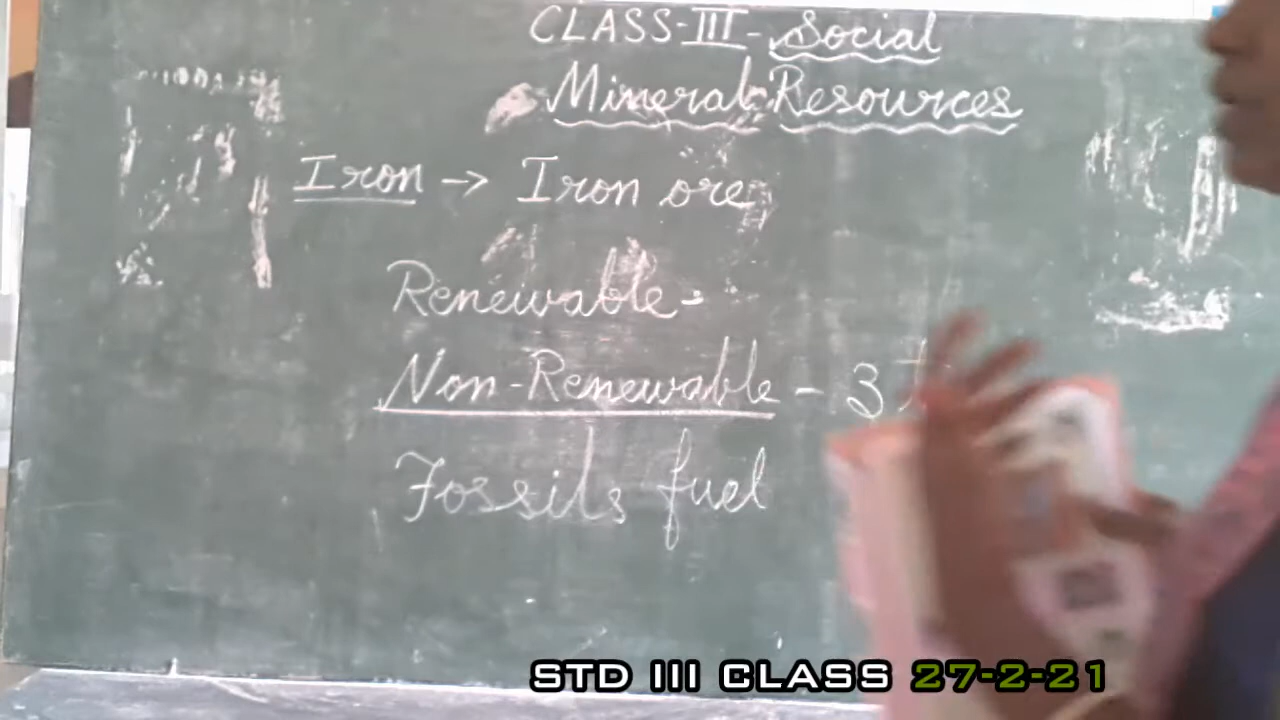 CLASS-III-Social
Mineral Resources
Iron → Iron ore
Renewable-
Non-Renewable - 3
Fossils fuel
STD III CLASS 27-2-21